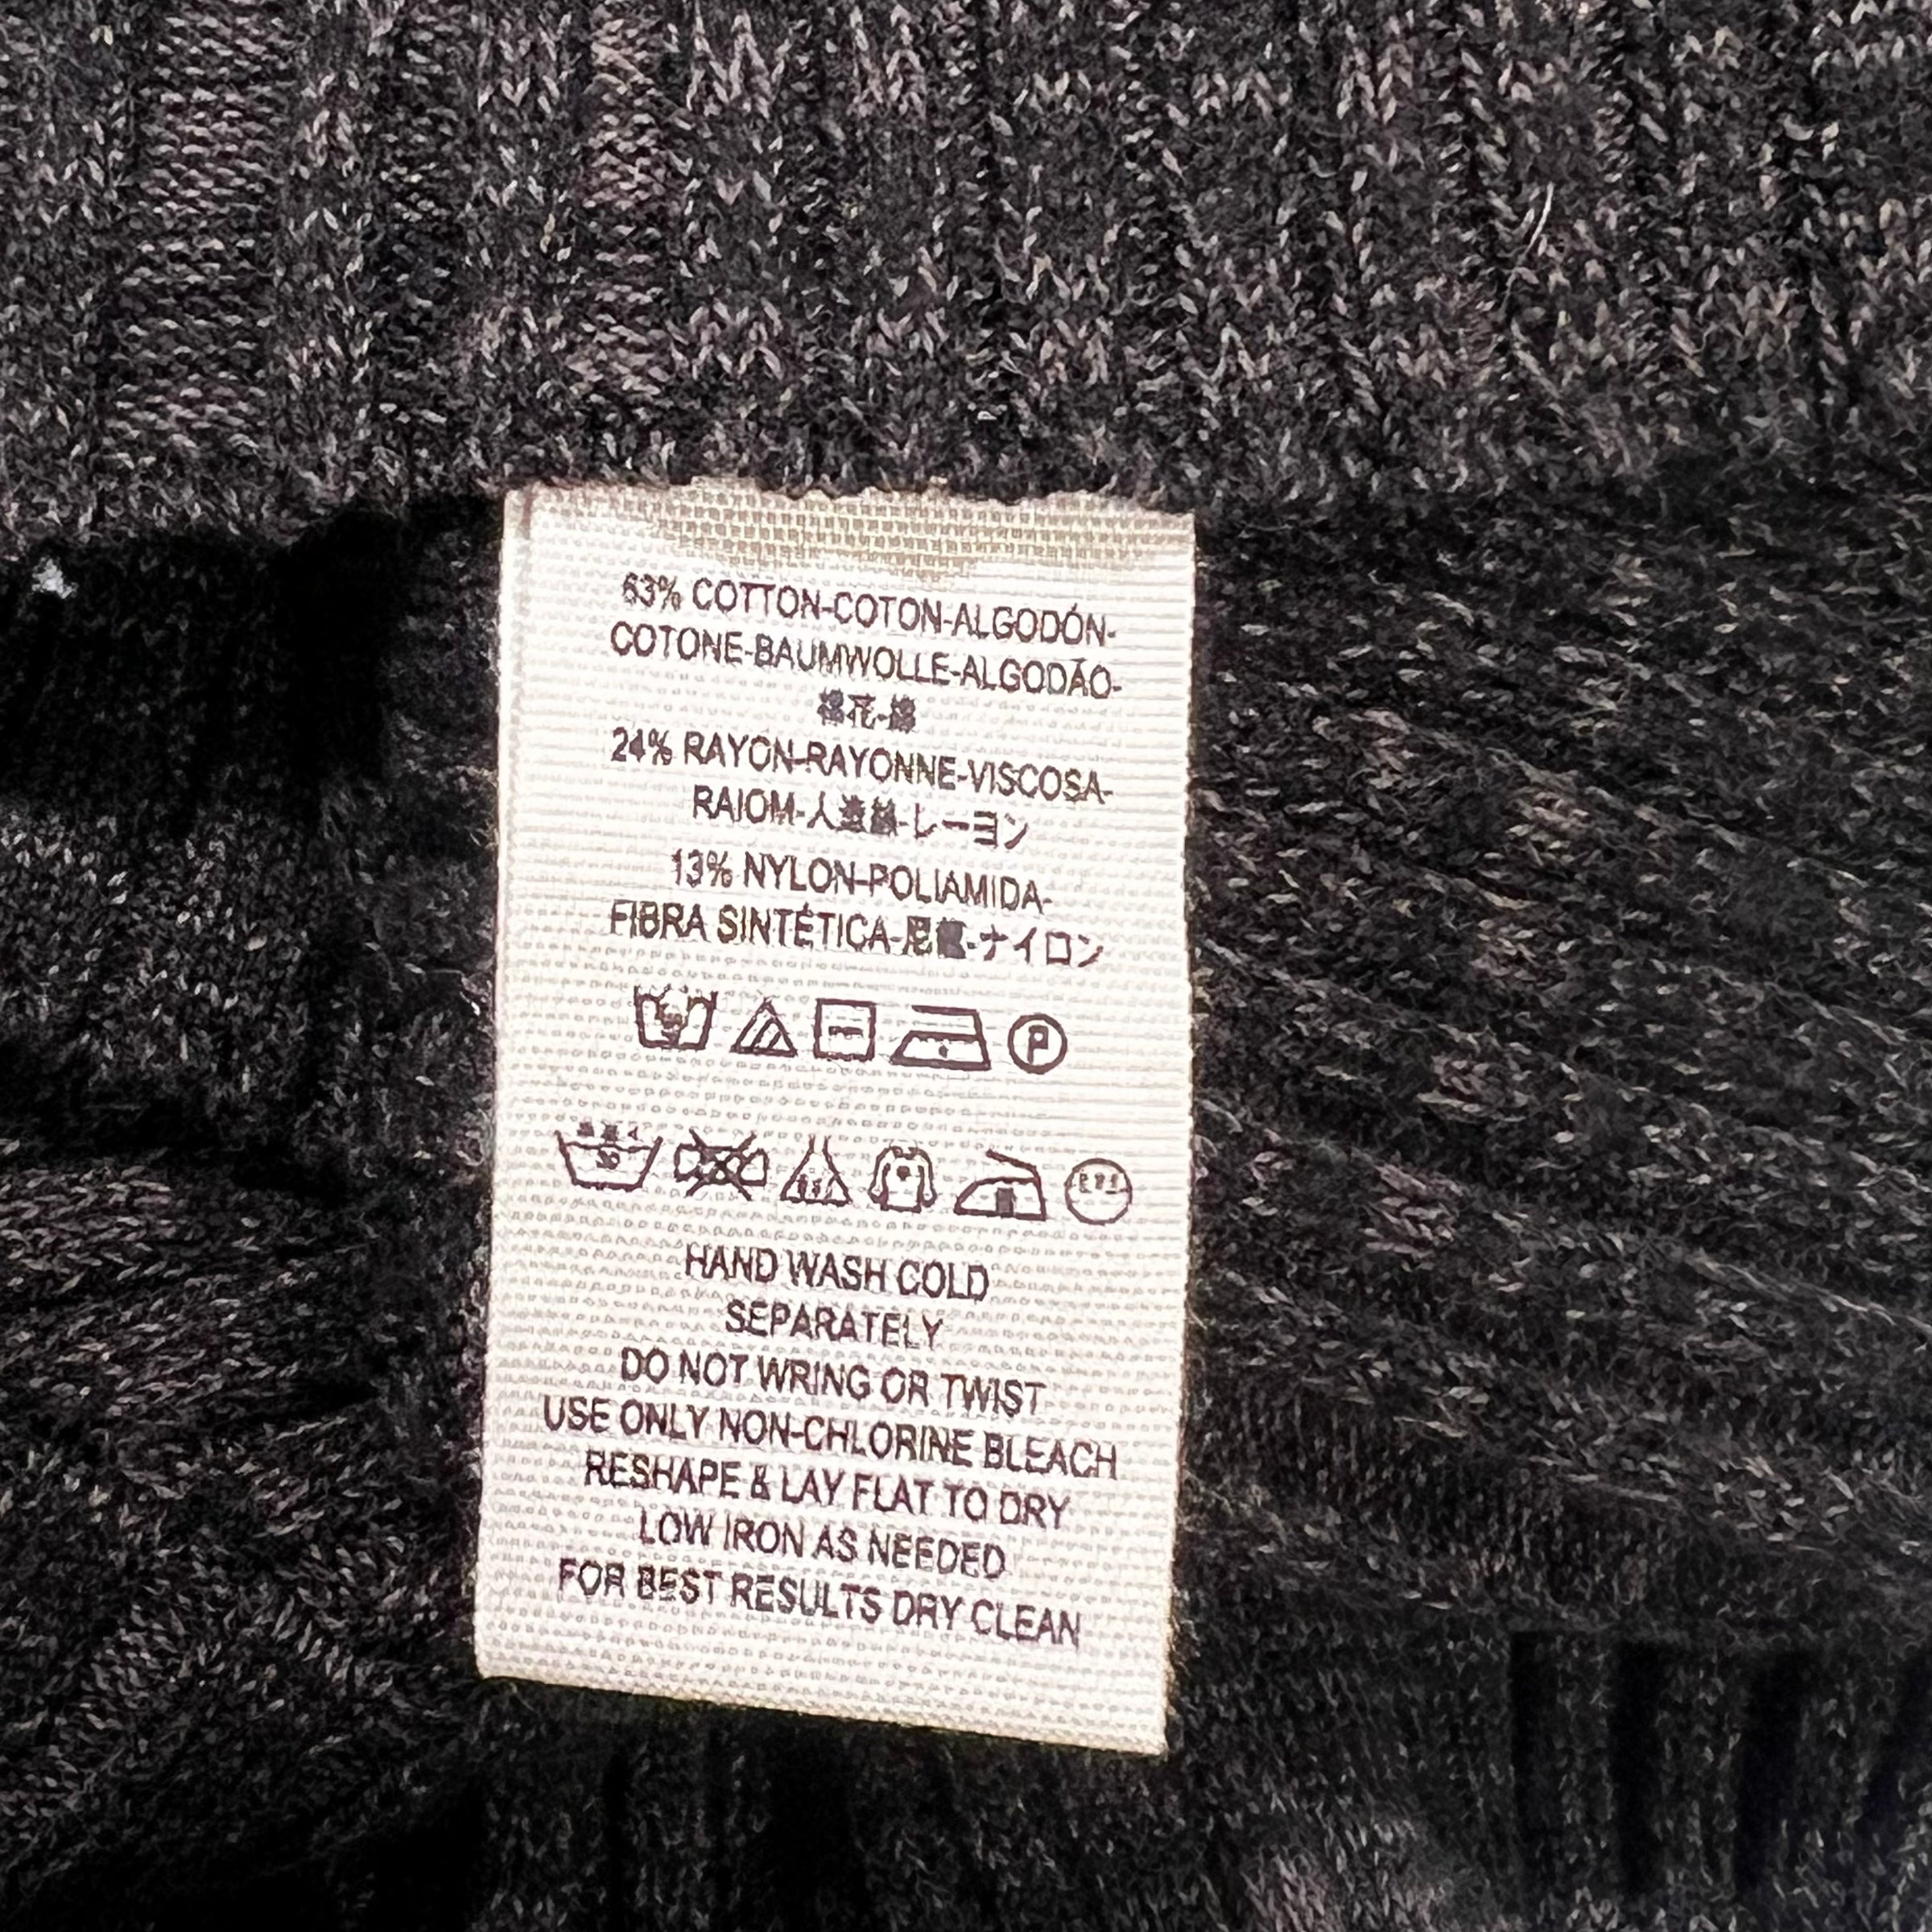 63% COTTON-COTON-ALGODÓN-
COTONE-BAUMWOLLE-ALGODÃO-
棉花-綿
24% RAYON-RAYONNE-VISCOSA-
RAIOM-人造絲-レーヨン
13% NYLON-POLIAMIDA-
FIBRA SINTÉTICA-尼龍-ナイロン
P
30
HAND WASH COLD
SEPARATELY
DO NOT WRING OR TWIST
USE ONLY NON-CHLORINE BLEACH
RESHAPE & LAY FLAT TO DRY
LOW IRON AS NEEDED
FOR BEST RESULTS DRY CLEAN